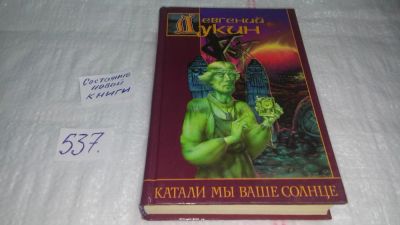 ЕВГЕНИЙ
ЛУКИН
Состояние
новой
книги
537.
КАТАЛИ МЫ ВАШЕ СОЛНЦЕ